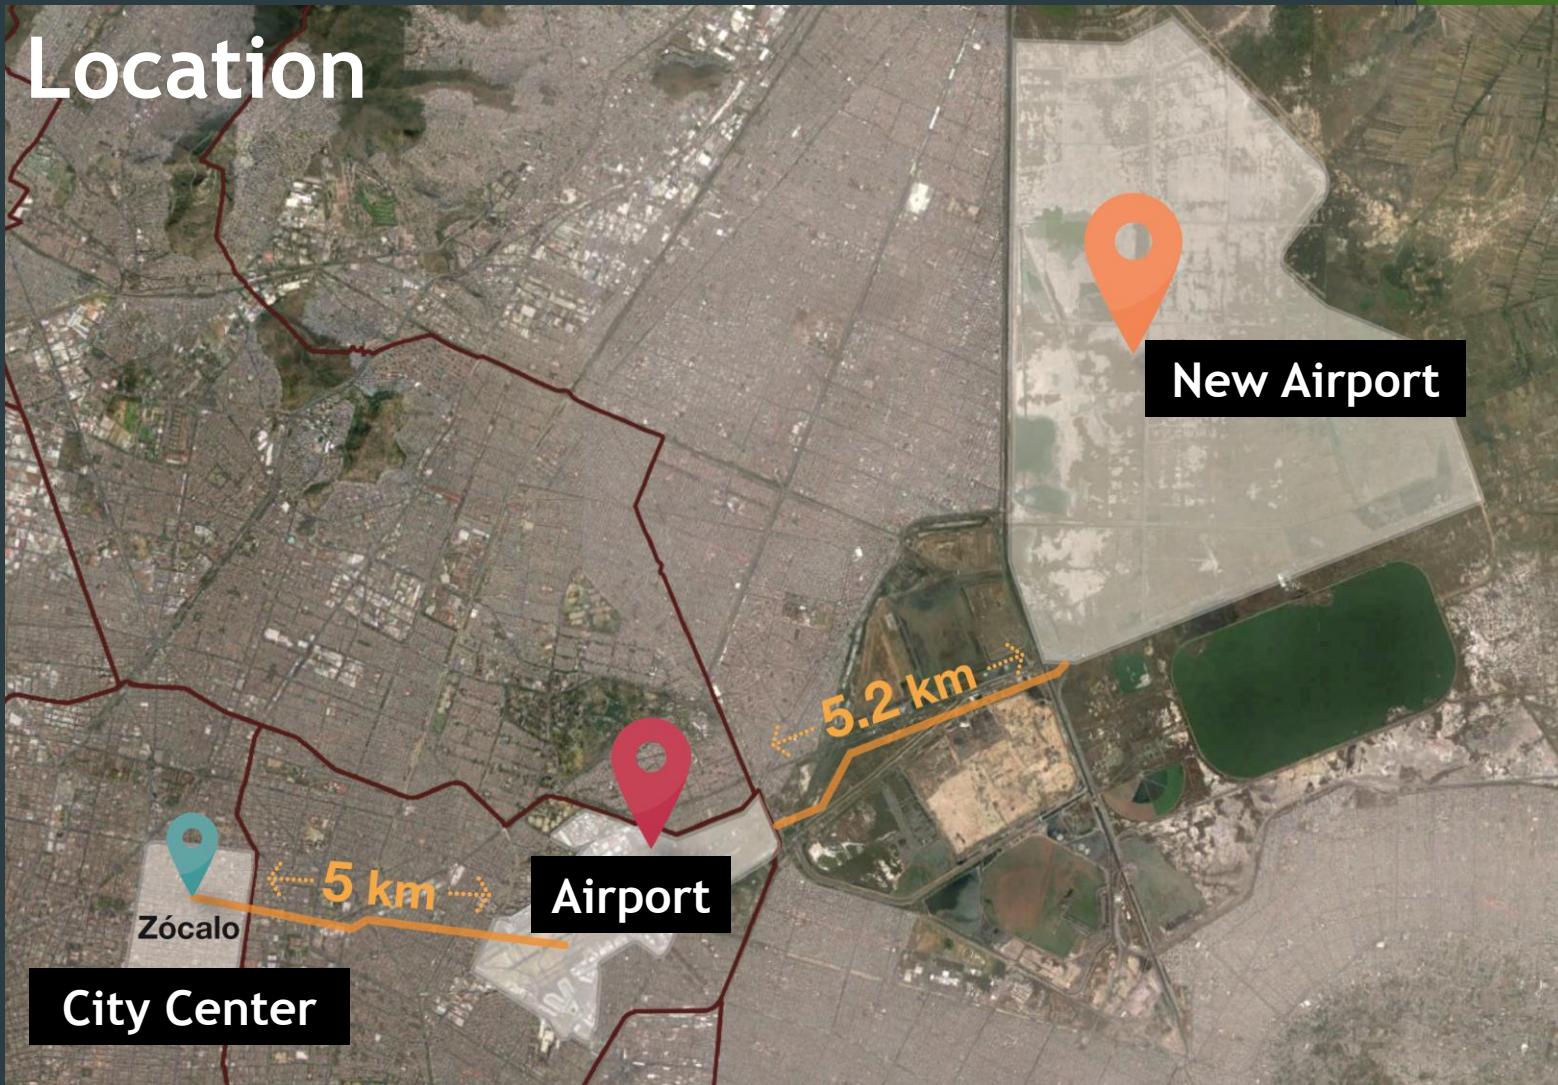 Location
New Airport
5.2 km
5 km
Airport
Zócalo
City Center